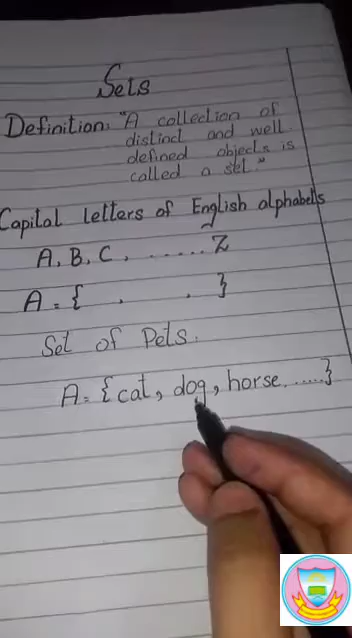 Sets
Definition: "A collection of
distinct and well
defined objects is
called a set."
Capital letters of English alphabets
A, B, C, ...... Z
A = { , , }
Set of Pets.
A = {cat, dog, horse, .....}